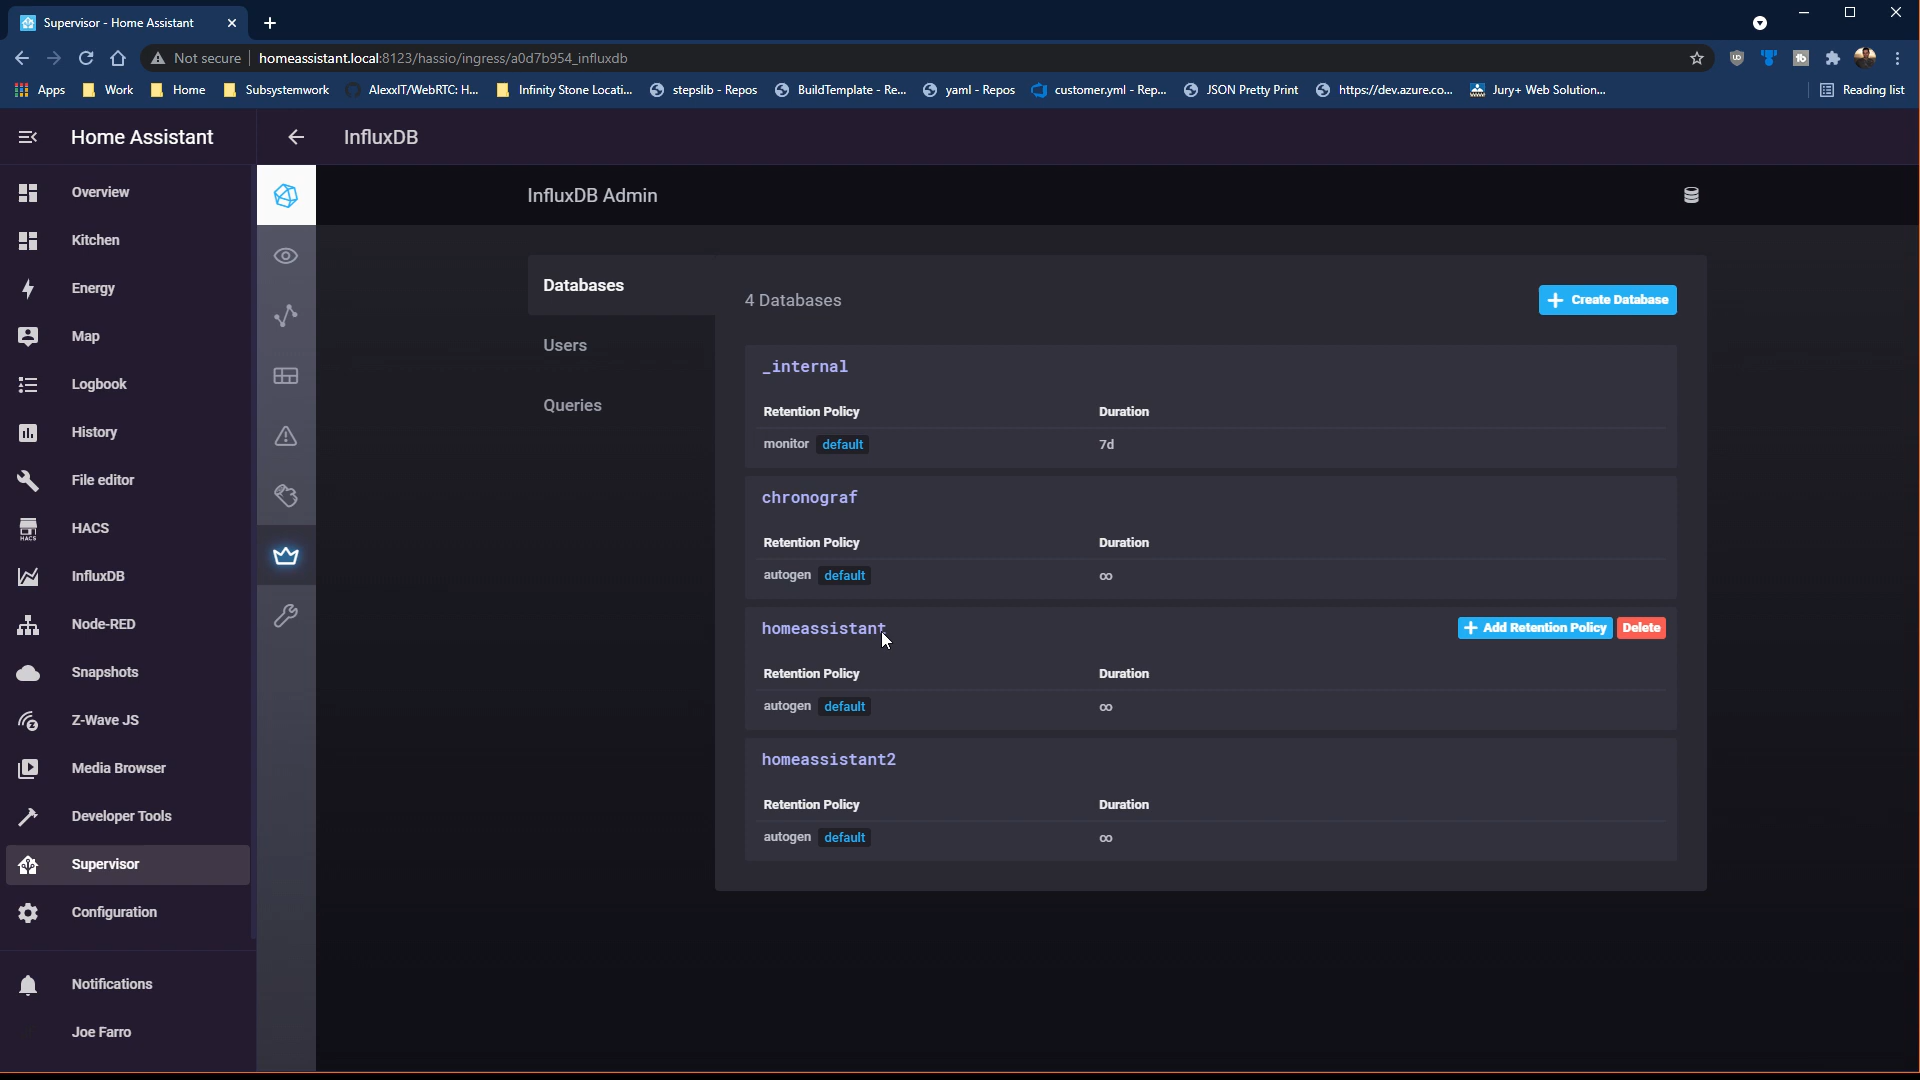 Supervisor - Home Assistant
Not secure homeassistant.local:8123/hassio/ingress/a0d7b954_influxdb
Apps Work Home Subsystemwork AlexxIT/WebRTC: H... Infinity Stone Locati... stepslib - Repos BuildTemplate - Re... yaml - Repos customer.yml - Rep... JSON Pretty Print https://dev.azure.co... Jury+ Web Solution... Reading list
Home Assistant
InfluxDB
Overview
Kitchen
Energy
Map
Logbook
History
File editor
HACS
HACS
InfluxDB
Node-RED
Snapshots
Z-Wave JS
Media Browser
Developer Tools
Supervisor
Configuration
Notifications
Joe Farro
InfluxDB Admin
Databases
Users
Queries
4 Databases
+ Create Database
_internal
Retention Policy Duration
monitor default 7d
chronograf
Retention Policy Duration
autogen default ∞
homeassistant
+ Add Retention Policy Delete
Retention Policy Duration
autogen default ∞
homeassistant2
Retention Policy Duration
autogen default ∞